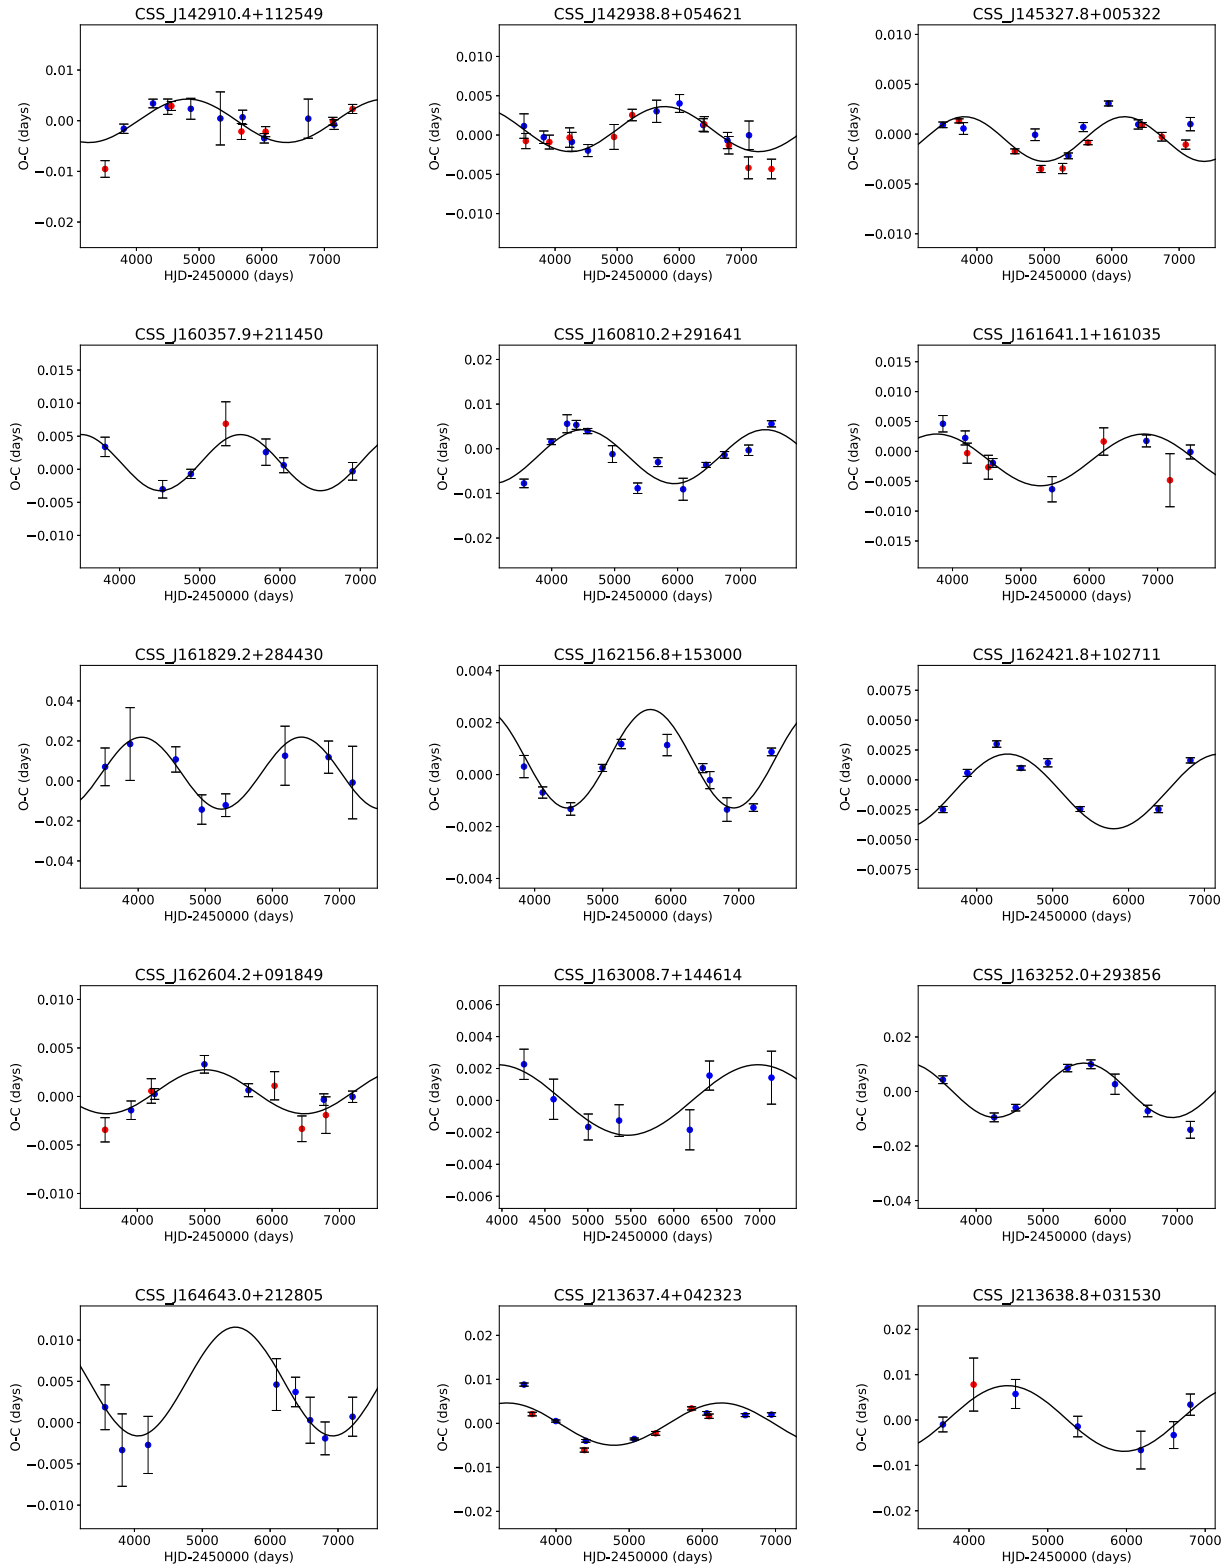 CSS_J142910.4+112549
0.01
0.00
−0.01
−0.02
O-C (days)
4000 5000 6000 7000
HJD-2450000 (days)
CSS_J142938.8+054621
0.010
0.005
0.000
−0.005
−0.010
O-C (days)
4000 5000 6000 7000
HJD-2450000 (days)
CSS_J145327.8+005322
0.010
0.005
0.000
−0.005
−0.010
O-C (days)
4000 5000 6000 7000
HJD-2450000 (days)
CSS_J160357.9+211450
0.015
0.010
0.005
0.000
−0.005
−0.010
O-C (days)
4000 5000 6000 7000
HJD-2450000 (days)
CSS_J160810.2+291641
0.02
0.01
0.00
−0.01
−0.02
O-C (days)
4000 5000 6000 7000
HJD-2450000 (days)
CSS_J161641.1+161035
0.015
0.010
0.005
0.000
−0.005
−0.010
−0.015
O-C (days)
4000 5000 6000 7000
HJD-2450000 (days)
CSS_J161829.2+284430
0.04
0.02
0.00
−0.02
−0.04
O-C (days)
4000 5000 6000 7000
HJD-2450000 (days)
CSS_J162156.8+153000
0.004
0.002
0.000
−0.002
−0.004
O-C (days)
4000 5000 6000 7000
HJD-2450000 (days)
CSS_J162421.8+102711
0.0075
0.0050
0.0025
0.0000
−0.0025
−0.0050
−0.0075
O-C (days)
4000 5000 6000 7000
HJD-2450000 (days)
CSS_J162604.2+091849
0.010
0.005
0.000
−0.005
−0.010
O-C (days)
4000 5000 6000 7000
HJD-2450000 (days)
CSS_J163008.7+144614
0.006
0.004
0.002
0.000
−0.002
−0.004
−0.006
O-C (days)
4000 4500 5000 5500 6000 6500 7000
HJD-2450000 (days)
CSS_J163252.0+293856
0.02
0.00
−0.02
−0.04
O-C (days)
4000 5000 6000 7000
HJD-2450000 (days)
CSS_J164643.0+212805
0.010
0.005
0.000
−0.005
−0.010
O-C (days)
4000 5000 6000 7000
HJD-2450000 (days)
CSS_J213637.4+042323
0.02
0.01
0.00
−0.01
−0.02
O-C (days)
4000 5000 6000 7000
HJD-2450000 (days)
CSS_J213638.8+031530
0.02
0.01
0.00
−0.01
−0.02
O-C (days)
4000 5000 6000 7000
HJD-2450000 (days)